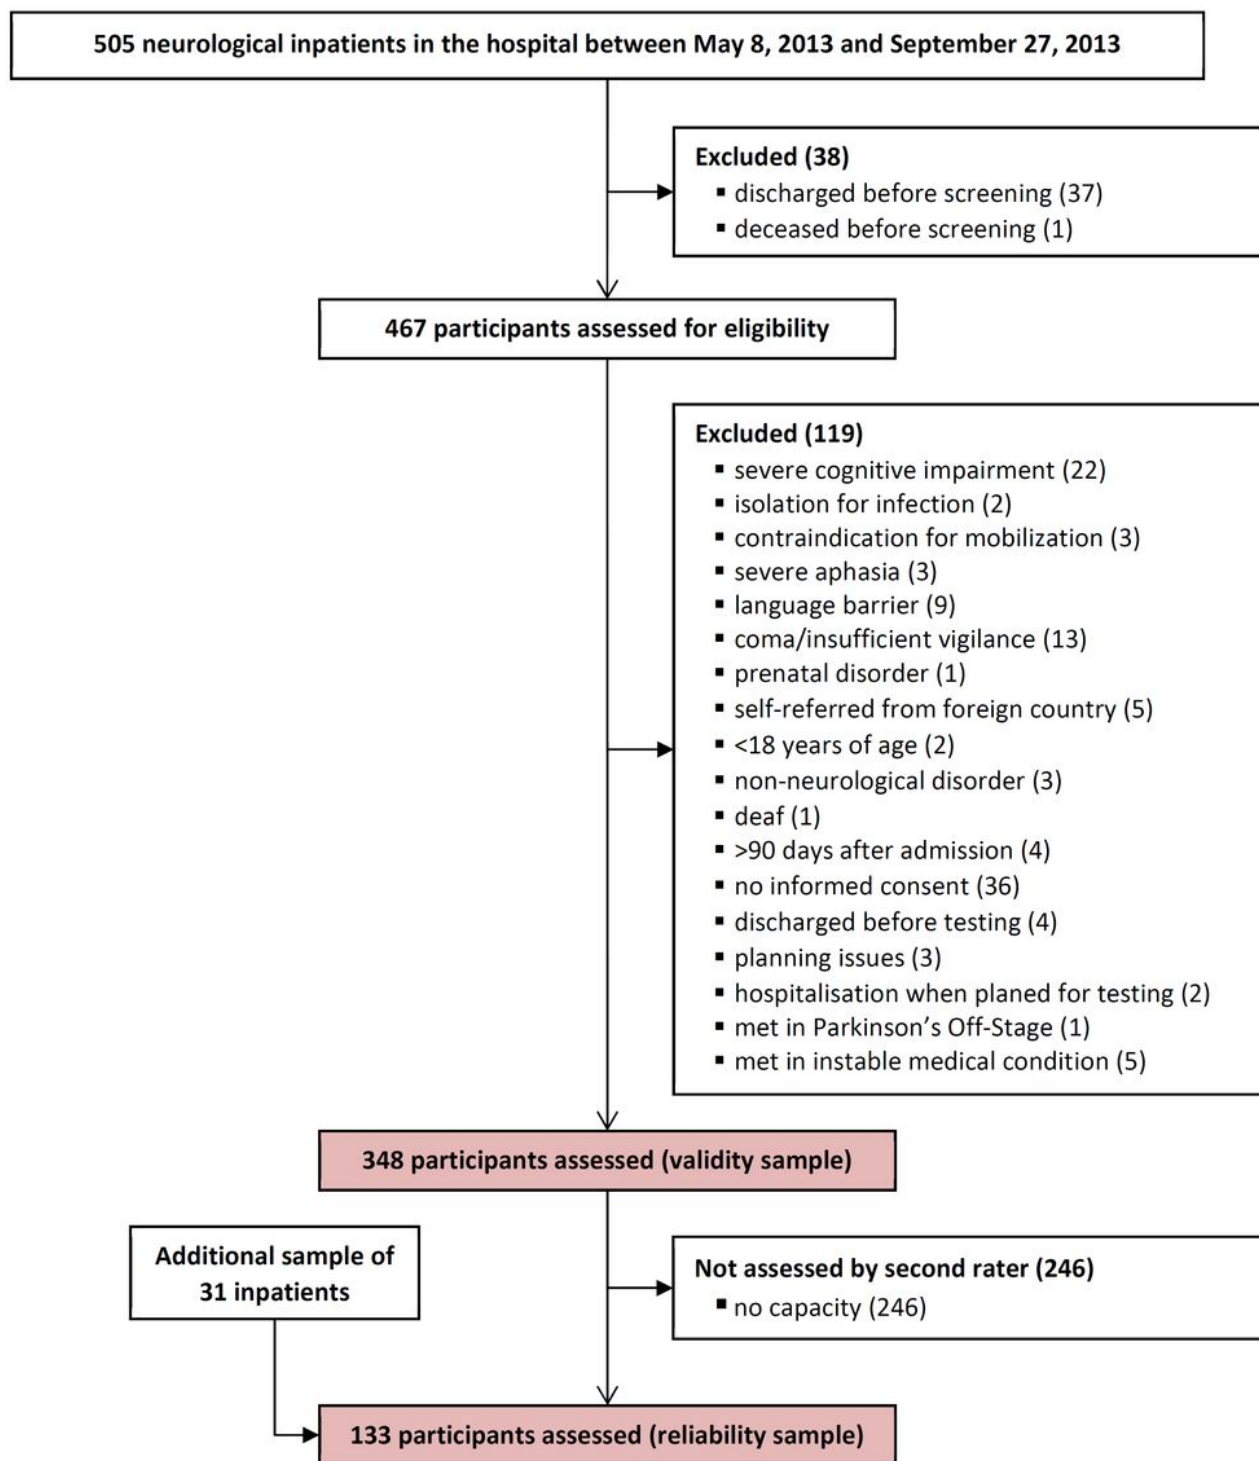 505 neurological inpatients in the hospital between May 8, 2013 and September 27, 2013
Excluded (38)
▪ discharged before screening (37)
▪ deceased before screening (1)
467 participants assessed for eligibility
Excluded (119)
▪ severe cognitive impairment (22)
▪ isolation for infection (2)
▪ contraindication for mobilization (3)
▪ severe aphasia (3)
▪ language barrier (9)
▪ coma/insufficient vigilance (13)
▪ prenatal disorder (1)
▪ self-referred from foreign country (5)
▪ <18 years of age (2)
▪ non-neurological disorder (3)
▪ deaf (1)
▪ >90 days after admission (4)
▪ no informed consent (36)
▪ discharged before testing (4)
▪ planning issues (3)
▪ hospitalisation when planed for testing (2)
▪ met in Parkinson’s Off-Stage (1)
▪ met in instable medical condition (5)
348 participants assessed (validity sample)
Additional sample of
31 inpatients
Not assessed by second rater (246)
▪ no capacity (246)
133 participants assessed (reliability sample)